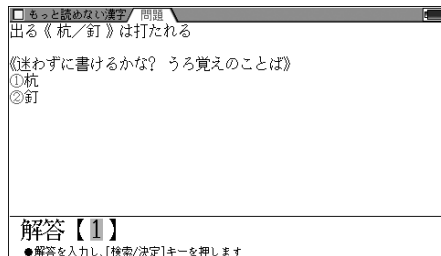 もっと読めない漢字 問題
出る《 杭／釘 》は打たれる
《迷わずに書けるかな？ うろ覚えのことば》
①杭
②釘
解答【1】
●解答を入力し、[検索/決定]キーを押します